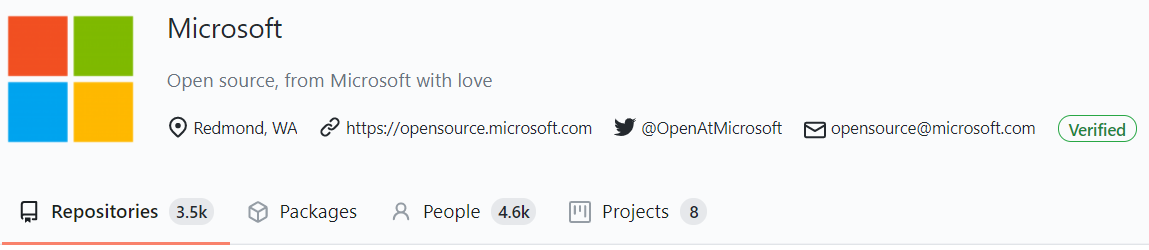 Microsoft
Open source, from Microsoft with love
Redmond, WA https://opensource.microsoft.com @OpenAtMicrosoft opensource@microsoft.com Verified
Repositories 3.5k Packages People 4.6k Projects 8